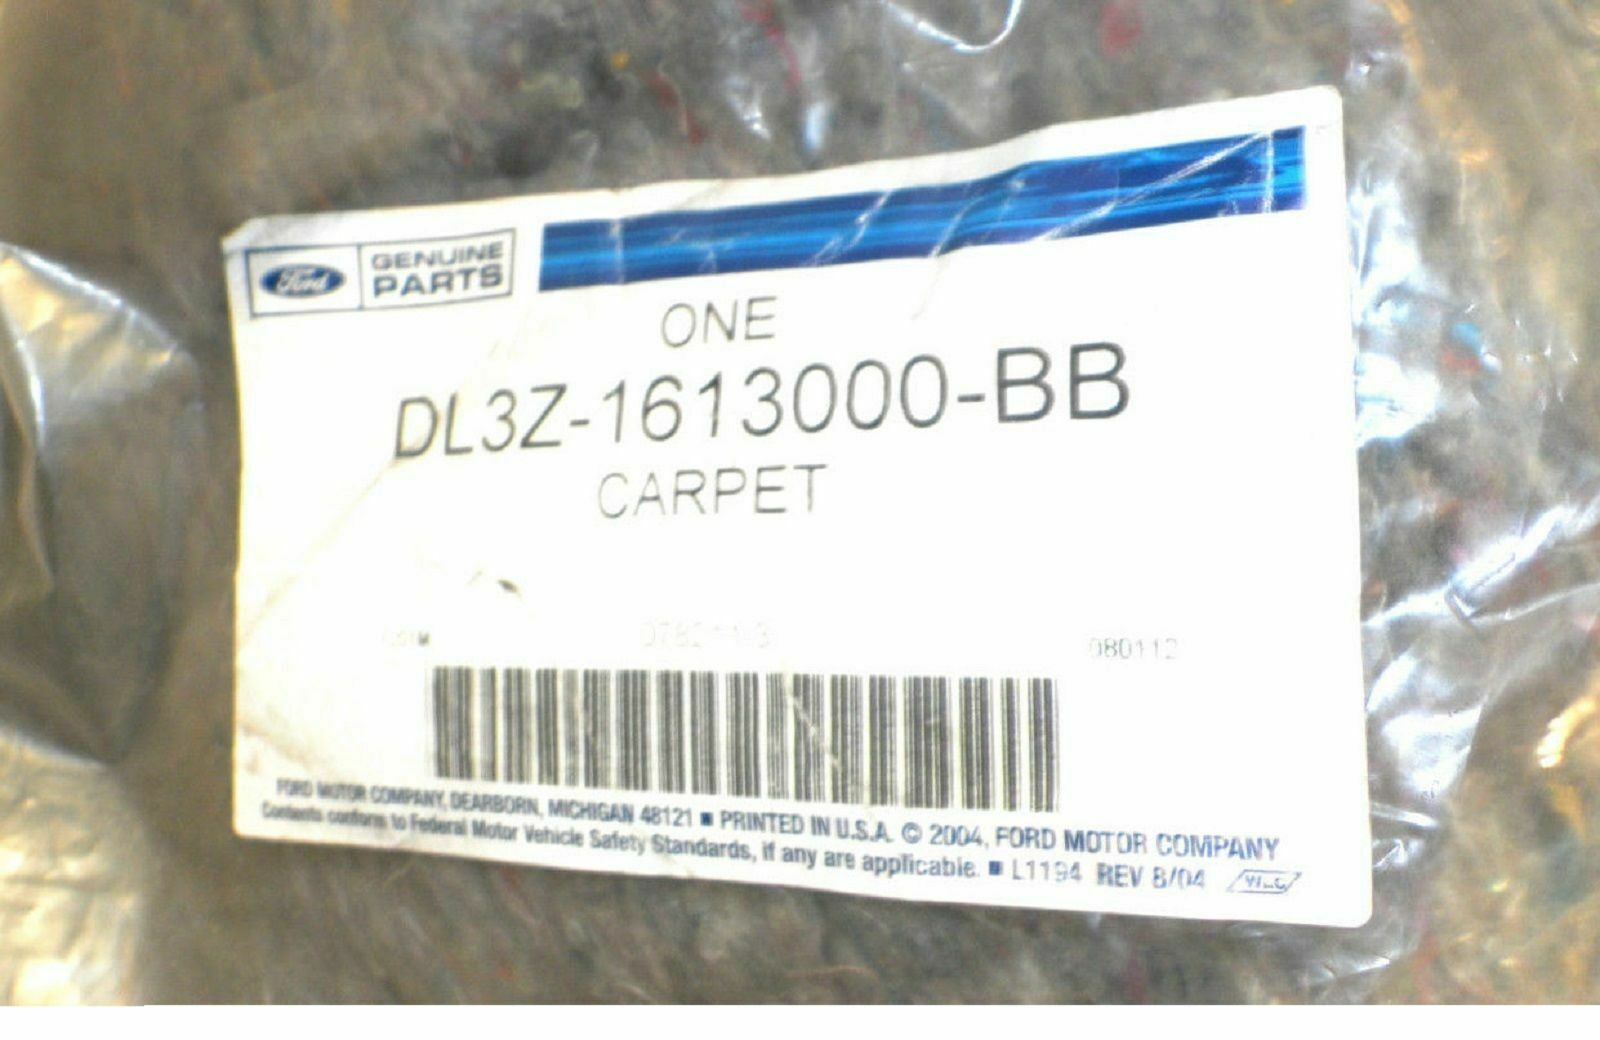 Ford GENUINE PARTS
ONE
DL3Z-1613000-BB
CARPET
080112
FORD MOTOR COMPANY, DEARBORN, MICHIGAN 48121 ■ PRINTED IN U.S.A. © 2004, FORD MOTOR COMPANY
Contents conform to Federal Motor Vehicle Safety Standards, if any are applicable. ■ L1194 REV 8/04